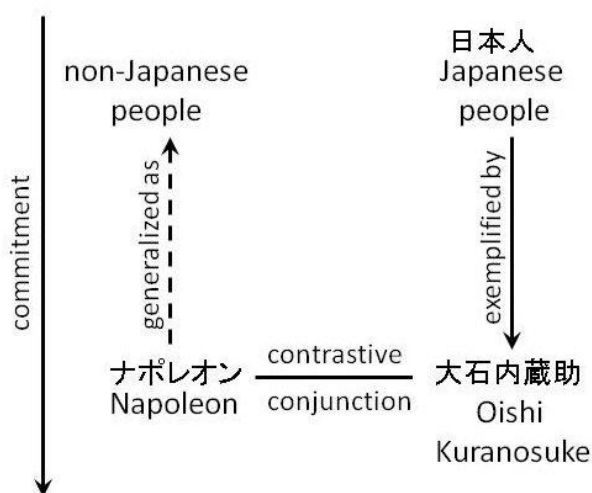 commitment
non-Japanese
people
generalized as
ナポレオン
Napoleon
contrastive
conjunction
日本人
Japanese
people
exemplified by
大石内蔵助
Oishi
Kuranosuke